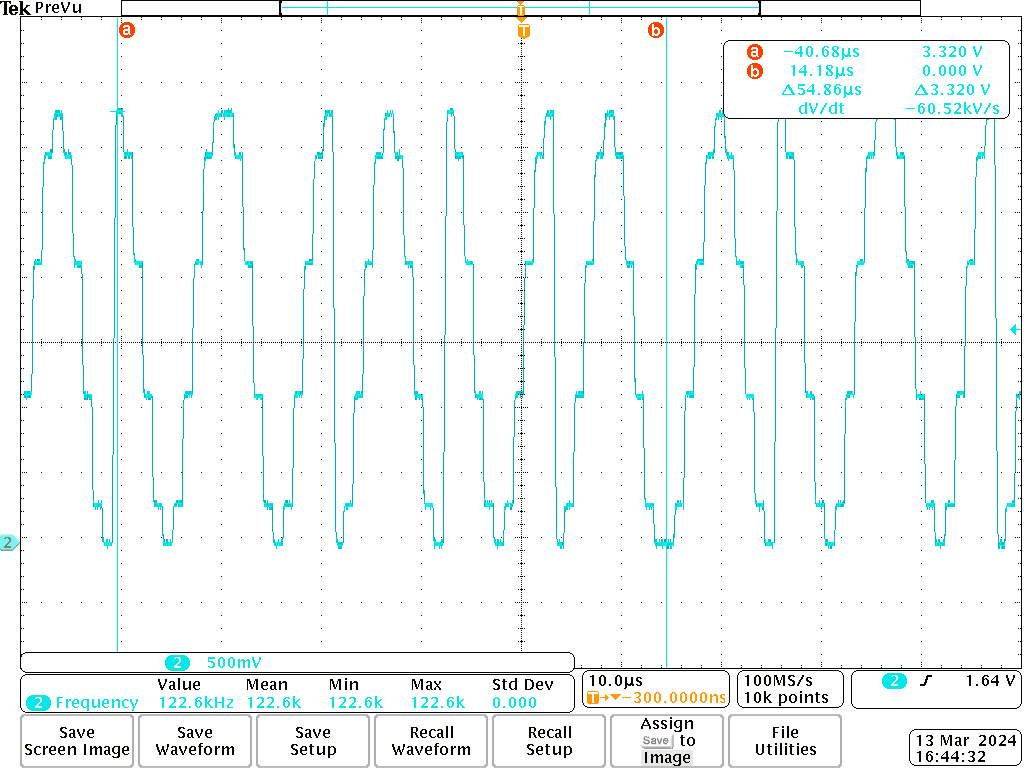 Tek PreVu
T
a T b
a −40.68µs 3.320 V
b 14.18µs 0.000 V
Δ54.86µs Δ3.320 V
dV/dt −60.52kV/s
2
2 500mV
Value Mean Min Max Std Dev
2 Frequency 122.6kHz 122.6k 122.6k 122.6k 0.000
10.0µs
T→▼−300.0000ns
100MS/s
10k points
2 1.64 V
Save
Screen Image
Save
Waveform
Save
Setup
Recall
Waveform
Recall
Setup
Assign
Save to
Image
File
Utilities
13 Mar 2024
16:44:32